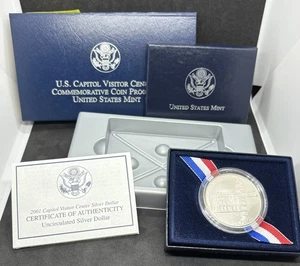 U.S. Capitol Visitor Cen
Commemorative Coin Pro
United States Mint
United States Mint
2001 Capitol Visitor Center Silver Dollar
CERTIFICATE OF AUTHENTICITY
Uncirculated Silver Dollar